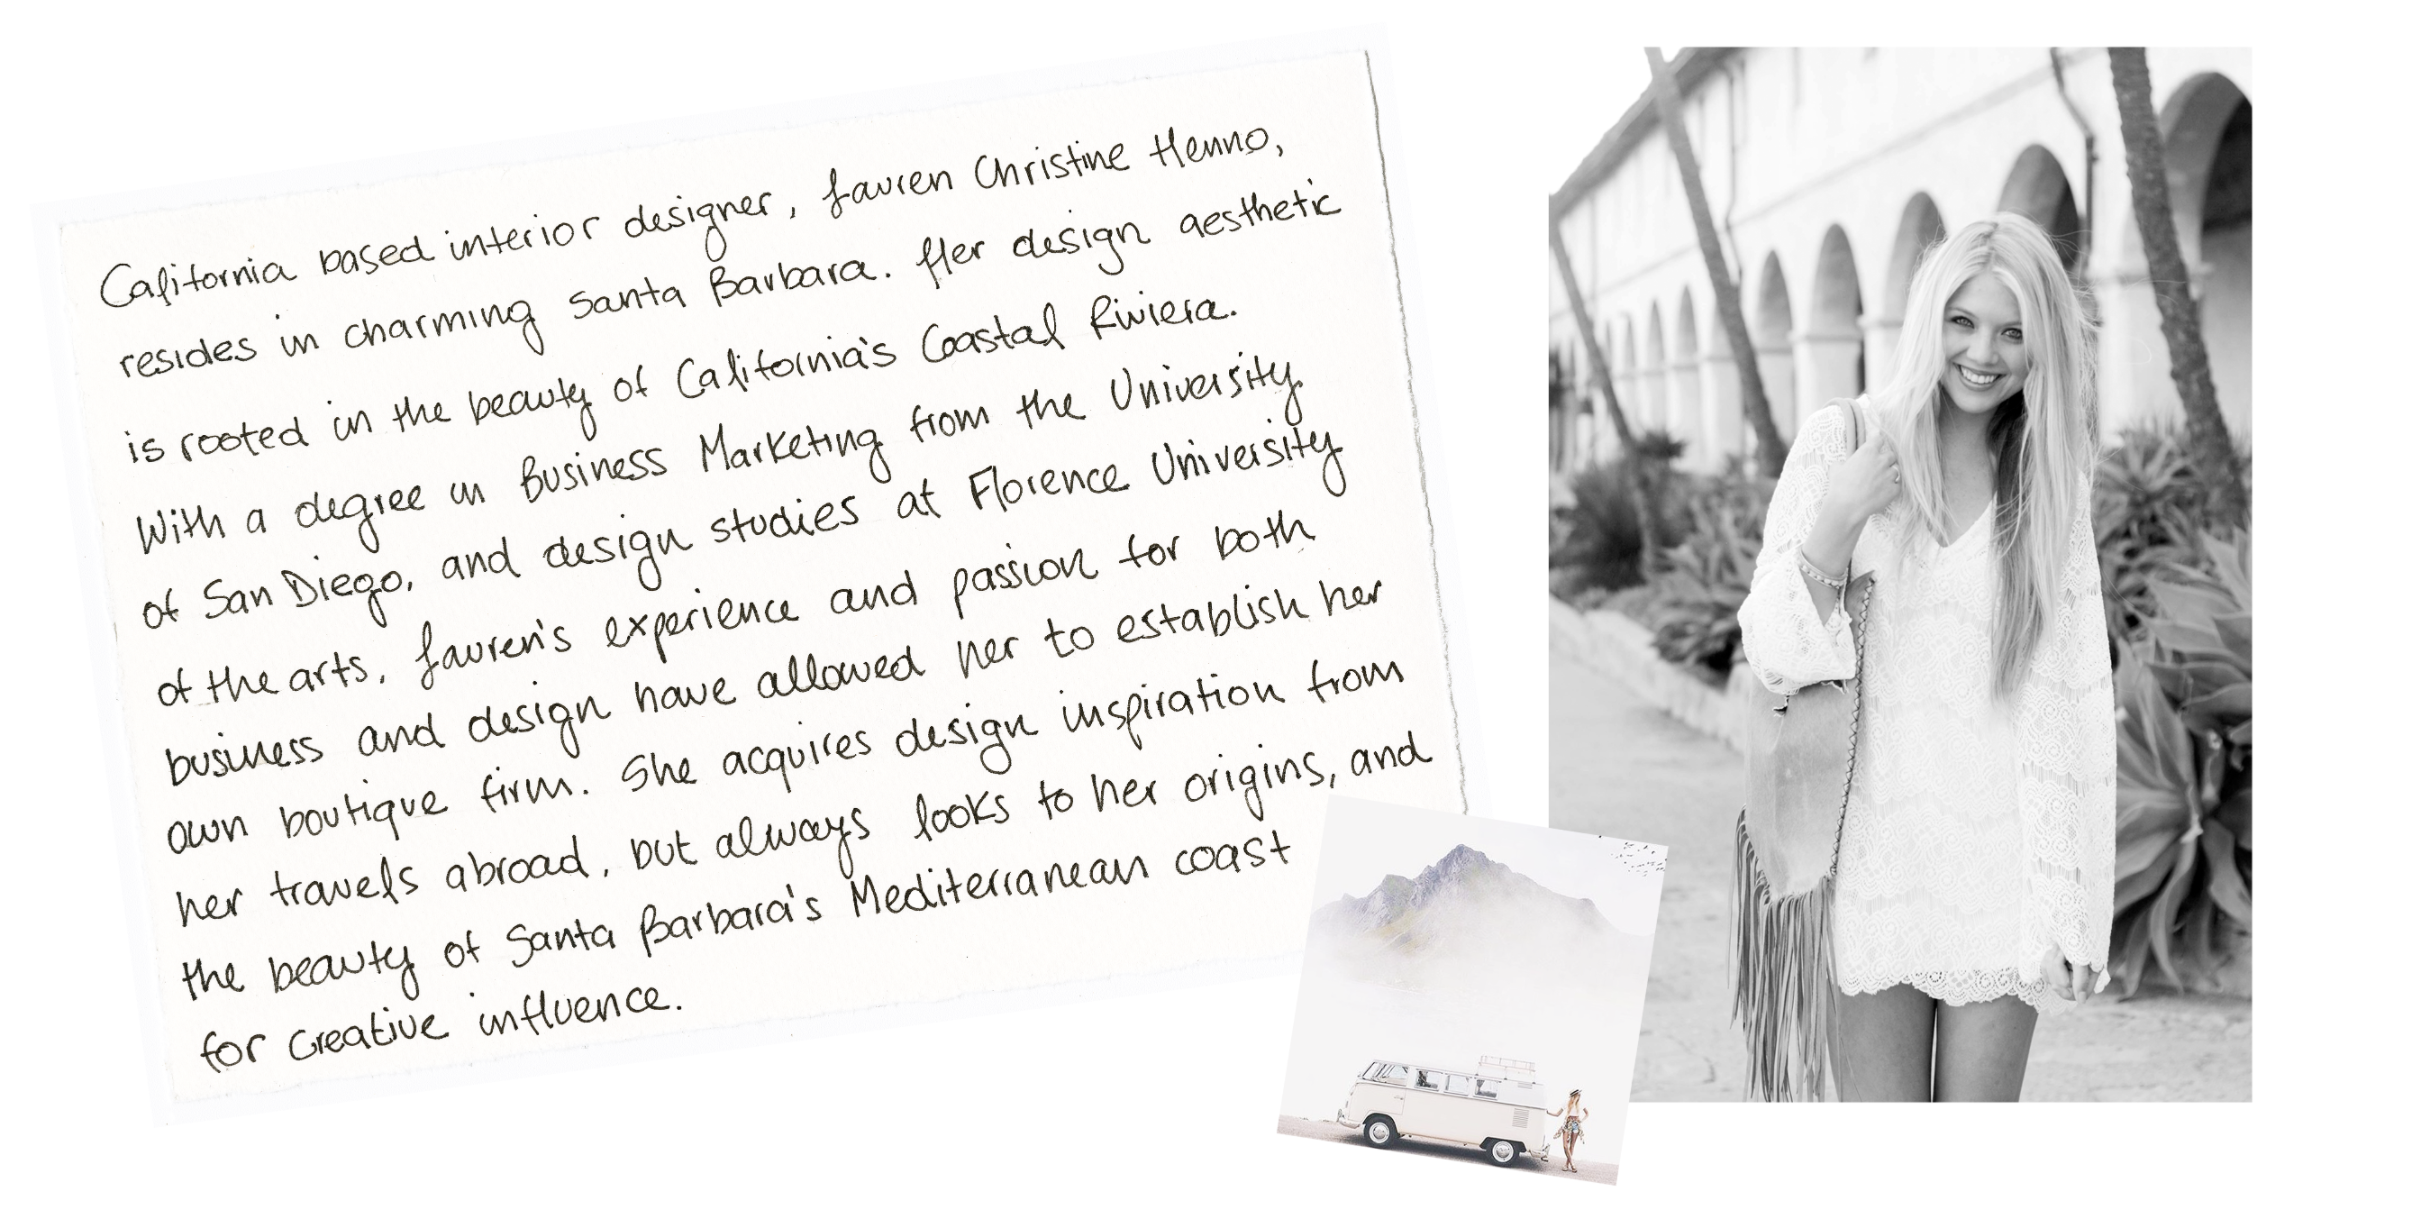 California based interior designer, Lauren Christine Henno,
resides in charming Santa Barbara. Her design aesthetic
is rooted in the beauty of California's Coastal Riviera.
With a degree in Business Marketing from the University
of San Diego, and design studies at Florence University
of the arts, Lauren's experience and passion for both
business and design have allowed her to establish her
own boutique firm. She acquires design inspiration from
her travels abroad, but always looks to her origins, and
the beauty of Santa Barbara's Mediterranean coast
for creative influence.